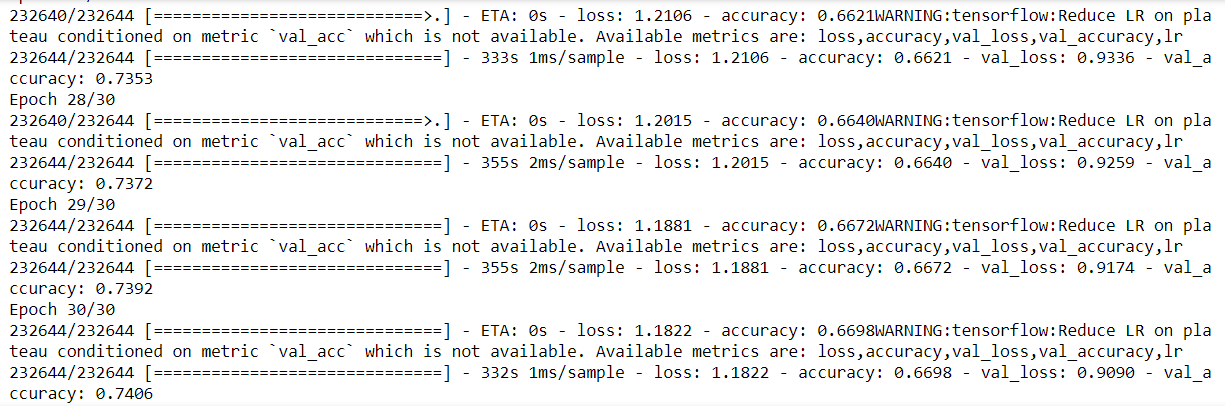 232640/232644 [============================>.] - ETA: 0s - loss: 1.2106 - accuracy: 0.6621WARNING:tensorflow:Reduce LR on pla
teau conditioned on metric `val_acc` which is not available. Available metrics are: loss,accuracy,val_loss,val_accuracy,lr
232644/232644 [==============================] - 333s 1ms/sample - loss: 1.2106 - accuracy: 0.6621 - val_loss: 0.9336 - val_a
ccuracy: 0.7353
Epoch 28/30
232640/232644 [============================>.] - ETA: 0s - loss: 1.2015 - accuracy: 0.6640WARNING:tensorflow:Reduce LR on pla
teau conditioned on metric `val_acc` which is not available. Available metrics are: loss,accuracy,val_loss,val_accuracy,lr
232644/232644 [==============================] - 355s 2ms/sample - loss: 1.2015 - accuracy: 0.6640 - val_loss: 0.9259 - val_a
ccuracy: 0.7372
Epoch 29/30
232640/232644 [============================>.] - ETA: 0s - loss: 1.1881 - accuracy: 0.6672WARNING:tensorflow:Reduce LR on pla
teau conditioned on metric `val_acc` which is not available. Available metrics are: loss,accuracy,val_loss,val_accuracy,lr
232644/232644 [==============================] - 355s 2ms/sample - loss: 1.1881 - accuracy: 0.6672 - val_loss: 0.9174 - val_a
ccuracy: 0.7392
Epoch 30/30
232644/232644 [==============================] - ETA: 0s - loss: 1.1822 - accuracy: 0.6698WARNING:tensorflow:Reduce LR on pla
teau conditioned on metric `val_acc` which is not available. Available metrics are: loss,accuracy,val_loss,val_accuracy,lr
232644/232644 [==============================] - 332s 1ms/sample - loss: 1.1822 - accuracy: 0.6698 - val_loss: 0.9090 - val_a
ccuracy: 0.7406